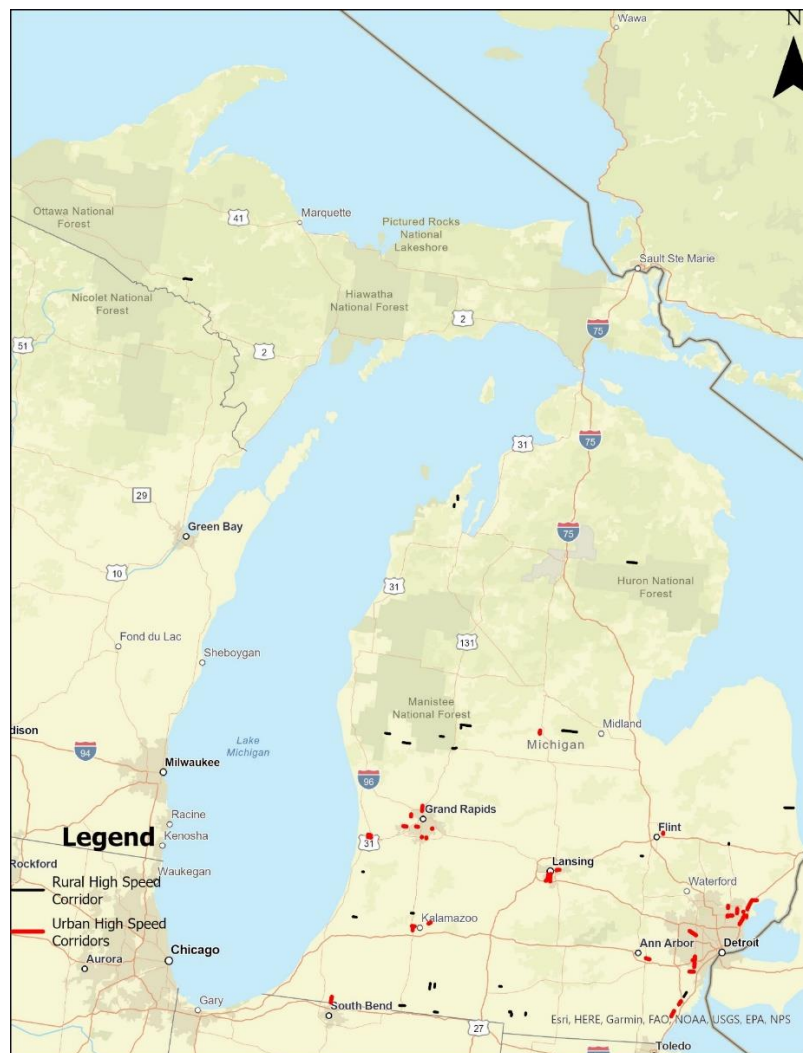 N
Wawa
Ottawa National
Forest
41
Marquette
Pictured Rocks
National
Lakeshore
Sault Ste Marie
Nicolet National
Forest
Hiawatha
National Forest
2
75
51
2
31
75
29
Green Bay
75
10
31
Huron National
Forest
Fond du Lac
Sheboygan
131
Manistee
National Forest
dison
94
Lake
Michigan
Michigan
Midland
Milwaukee
96
Racine
Grand Rapids
Legend
Kenosha
31
Flint
Rockford
Waukegan
Lansing
Rural High Speed
Corridor
Waterford
Urban High Speed
Corridors
Kalamazoo
Chicago
Ann Arbor
Detroit
Aurora
Gary
South Bend
27
Esri, HERE, Garmin, FAO, NOAA, USGS, EPA, NPS
Toledo